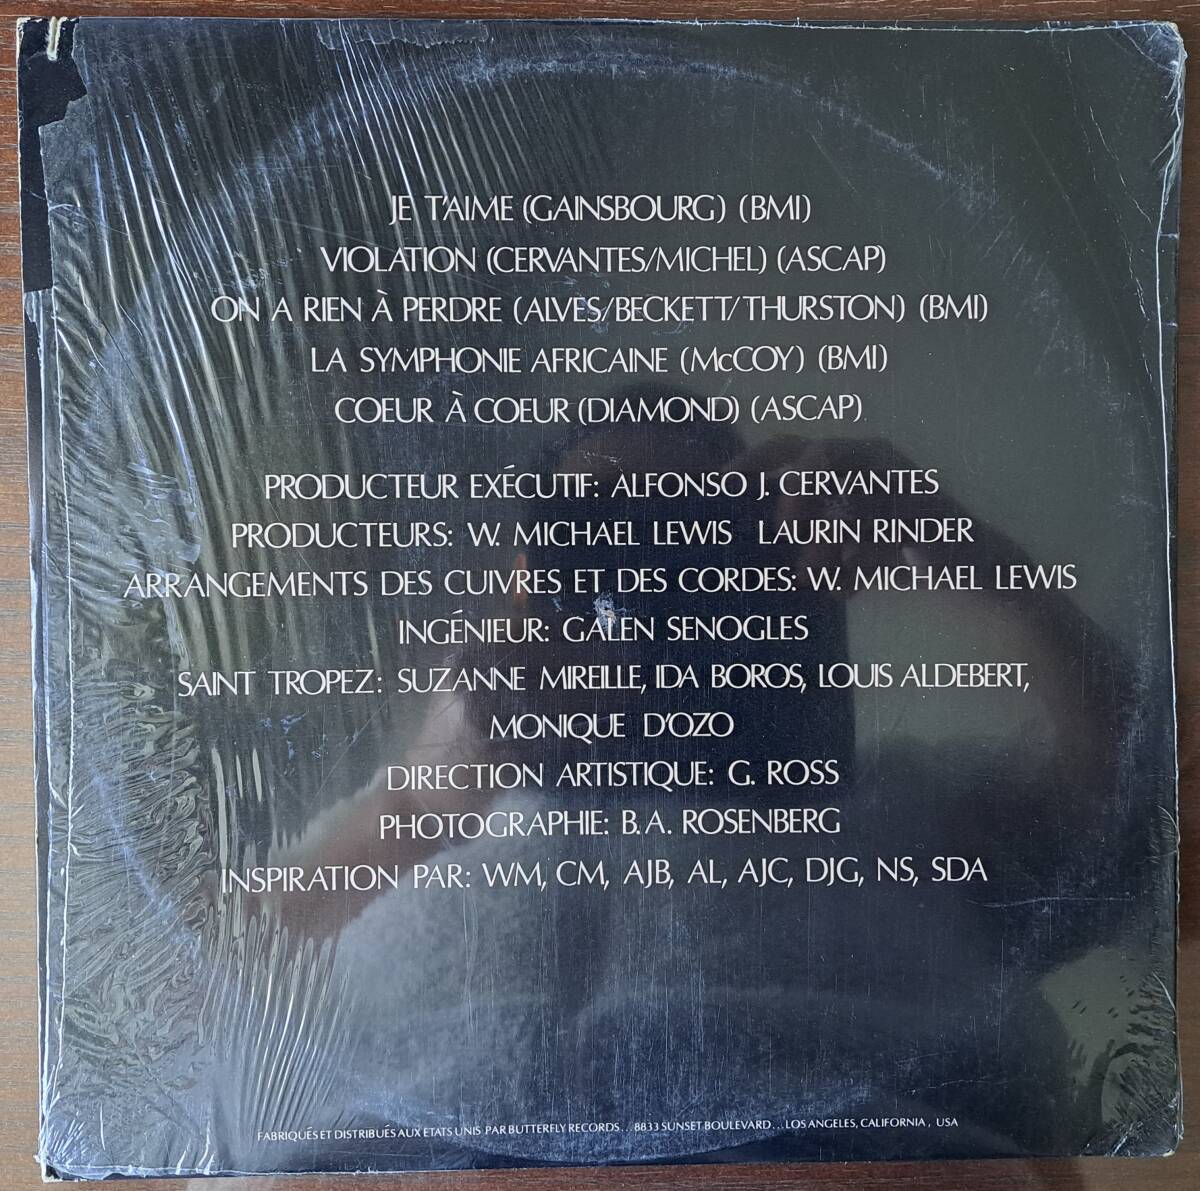 JE T'AIME (GAINSBOURG) (BMI)
VIOLATION (CERVANTES/MICHEL) (ASCAP)
ON A RIEN À PERDRE (ALVES/BECKETT/THURSTON) (BMI)
LA SYMPHONIE AFRICAINE (McCOY) (BMI)
COEUR À COEUR (DIAMOND) (ASCAP)
PRODUCTEUR EXÉCUTIF: ALFONSO J. CERVANTES
PRODUCTEURS: W. MICHAEL LEWIS LAURIN RINDER
ARRANGEMENTS DES CUIVRES ET DES CORDES: W. MICHAEL LEWIS
INGÉNIEUR: GALEN SENOGLES
SAINT TROPEZ: SUZANNE MIREILLE, IDA BOROS, LOUIS ALDEBERT,
MONIQUE D'OZO
DIRECTION ARTISTIQUE: G. ROSS
PHOTOGRAPHIE: B.A. ROSENBERG
INSPIRATION PAR: WM, CM, AJB, AL, AJC, DJG, NS, SDA
FABRIQUÉS ET DISTRIBUÉS AUX ETATS UNIS PAR BUTTERFLY RECORDS... 8833 SUNSET BOULEVARD... LOS ANGELES, CALIFORNIA, USA